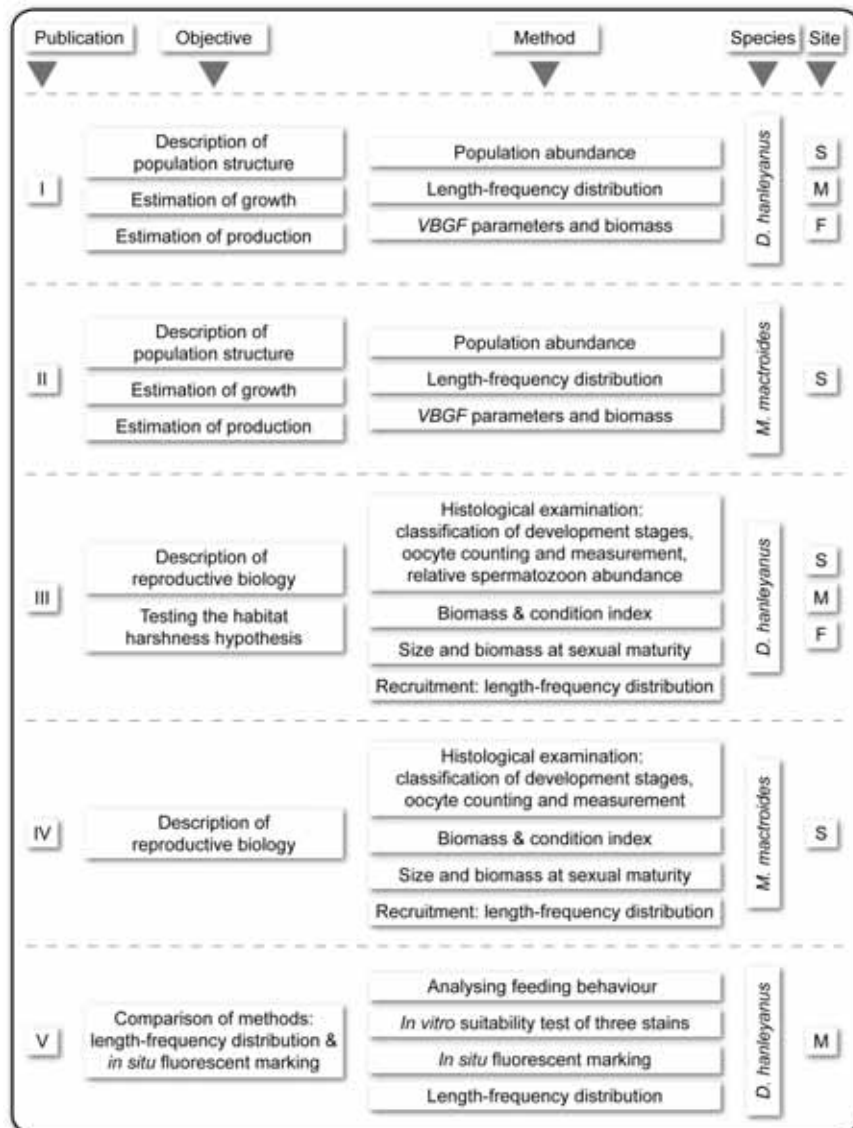 Publication Objective Method Species Site
I
Description of
population structure
Estimation of growth
Estimation of production
Population abundance
Length-frequency distribution
VBGF parameters and biomass
D. hanleyanus
S
M
F
II
Description of
population structure
Estimation of growth
Estimation of production
Population abundance
Length-frequency distribution
VBGF parameters and biomass
M. mactroides
S
III
Description of
reproductive biology
Testing the habitat
harshness hypothesis
Histological examination:
classification of development stages,
oocyte counting and measurement,
relative spermatozoon abundance
Biomass & condition index
Size and biomass at sexual maturity
Recruitment: length-frequency distribution
D. hanleyanus
S
M
F
IV
Description of
reproductive biology
Histological examination:
classification of development stages,
oocyte counting and measurement
Biomass & condition index
Size and biomass at sexual maturity
Recruitment: length-frequency distribution
M. mactroides
S
V
Comparison of methods:
length-frequency distribution &
in situ fluorescent marking
Analysing feeding behaviour
In vitro suitability test of three stains
In situ fluorescent marking
Length-frequency distribution
D. hanleyanus
M